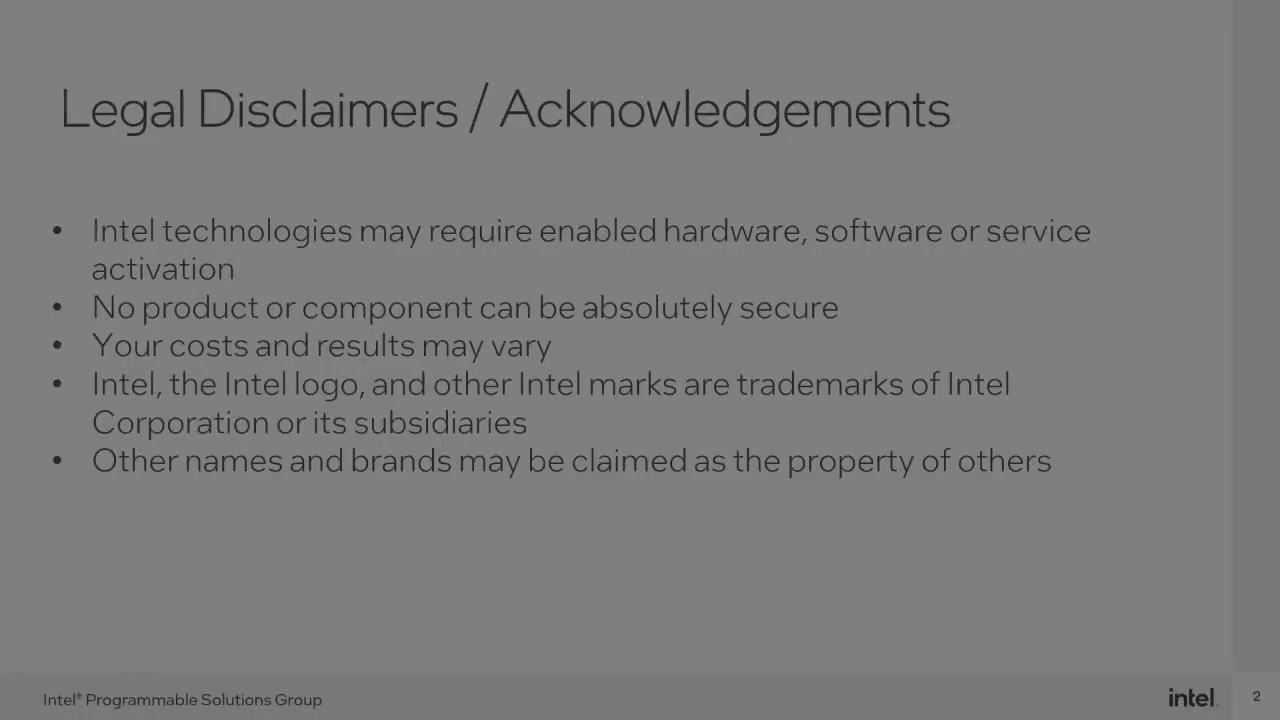 Legal Disclaimers / Acknowledgements
• Intel technologies may require enabled hardware, software or service
activation
• No product or component can be absolutely secure
• Your costs and results may vary
• Intel, the Intel logo, and other Intel marks are trademarks of Intel
Corporation or its subsidiaries
• Other names and brands may be claimed as the property of others
Intel® Programmable Solutions Group
intel.
2